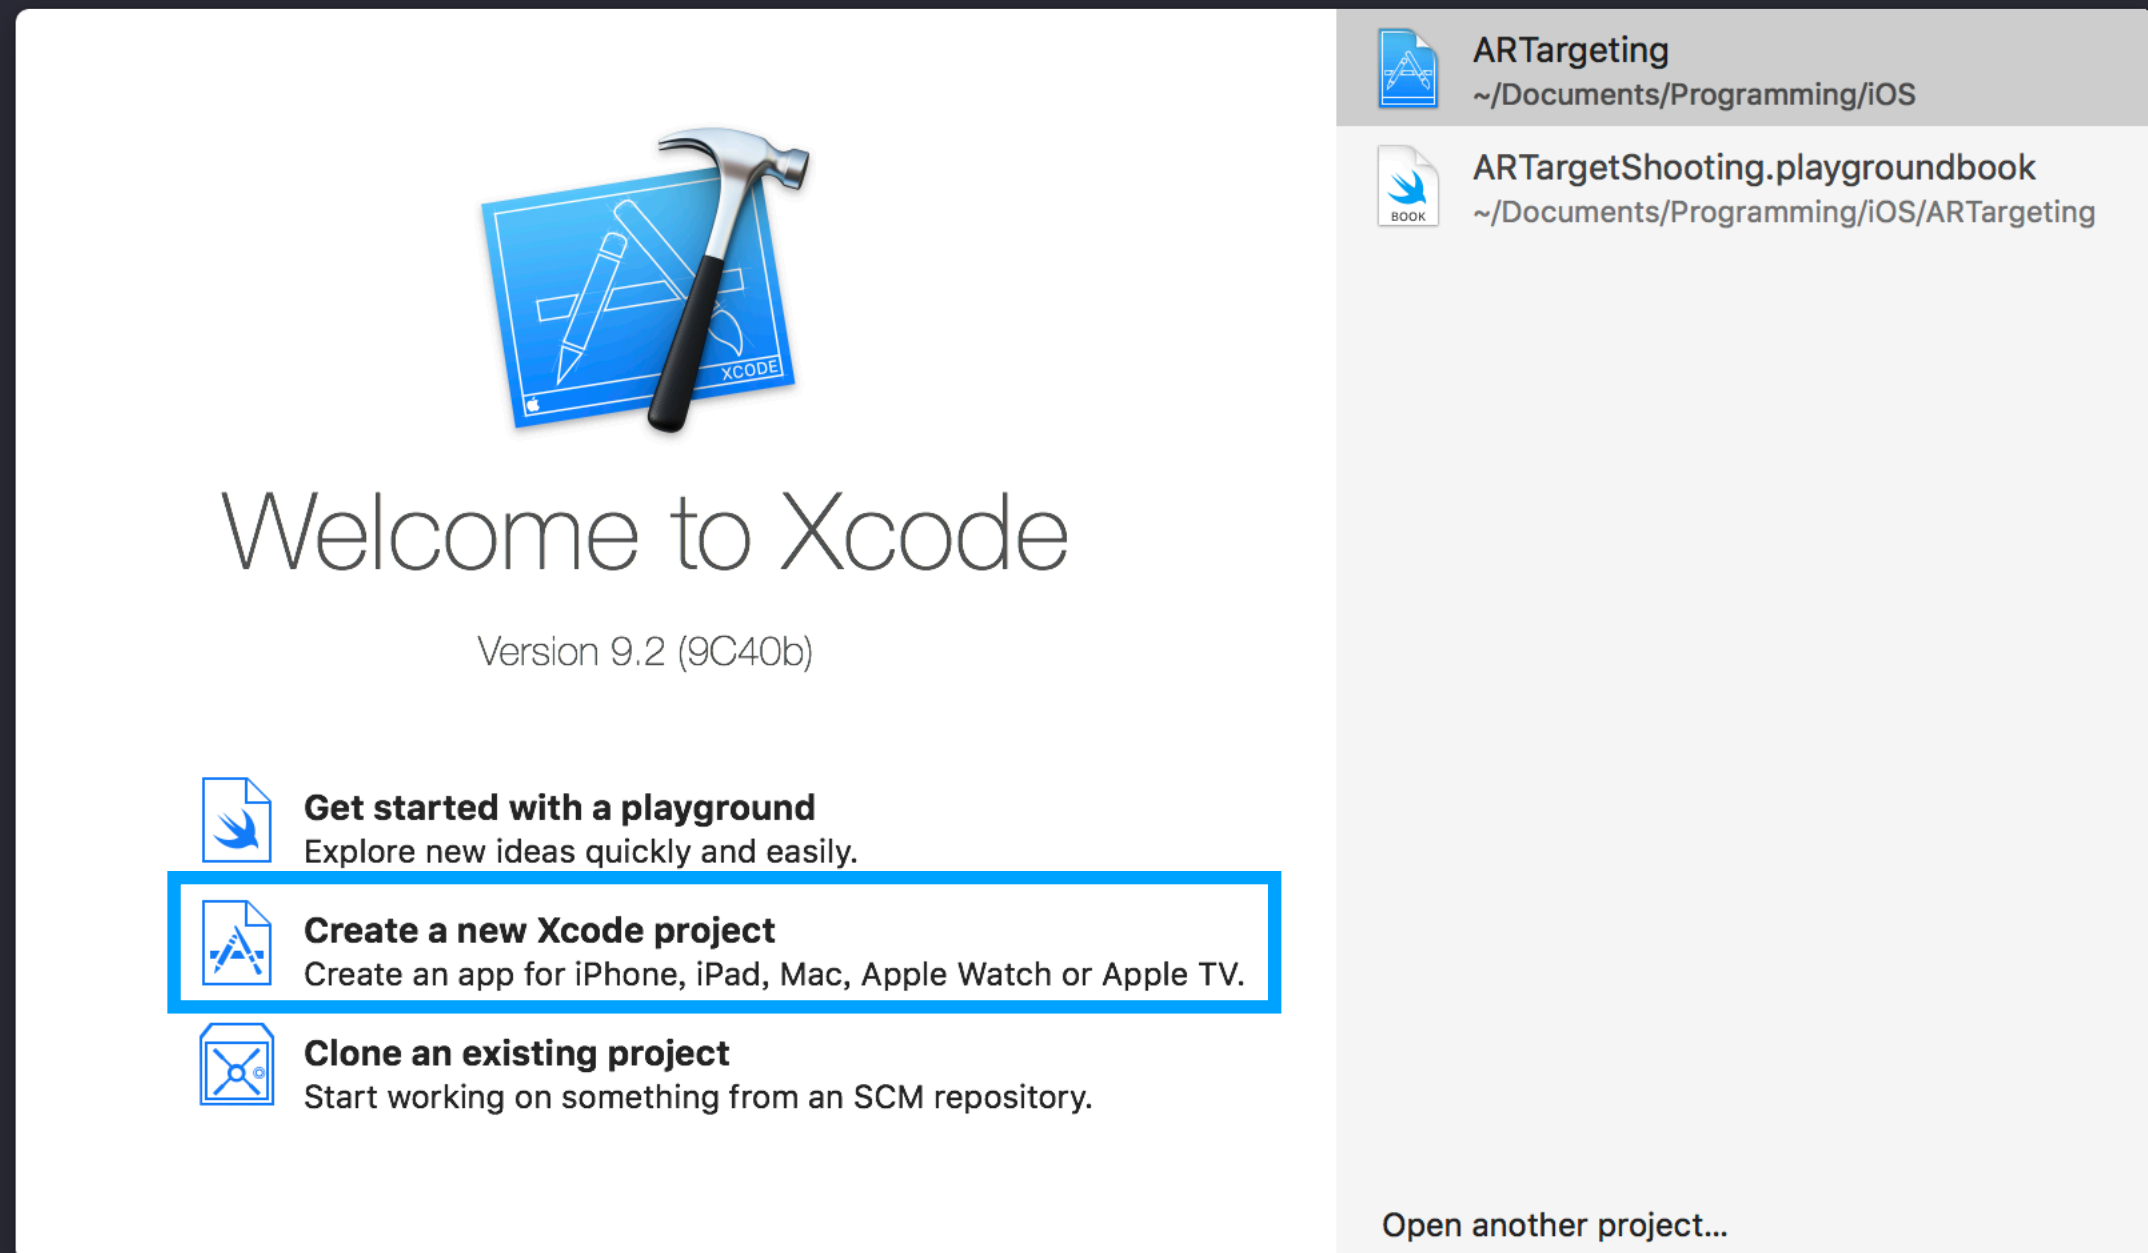 XCODE
Welcome to Xcode
Version 9.2 (9C40b)
Get started with a playground
Explore new ideas quickly and easily.
Create a new Xcode project
Create an app for iPhone, iPad, Mac, Apple Watch or Apple TV.
Clone an existing project
Start working on something from an SCM repository.
ARTargeting
~/Documents/Programming/iOS
BOOK
ARTargetShooting.playgroundbook
~/Documents/Programming/iOS/ARTargeting
Open another project...